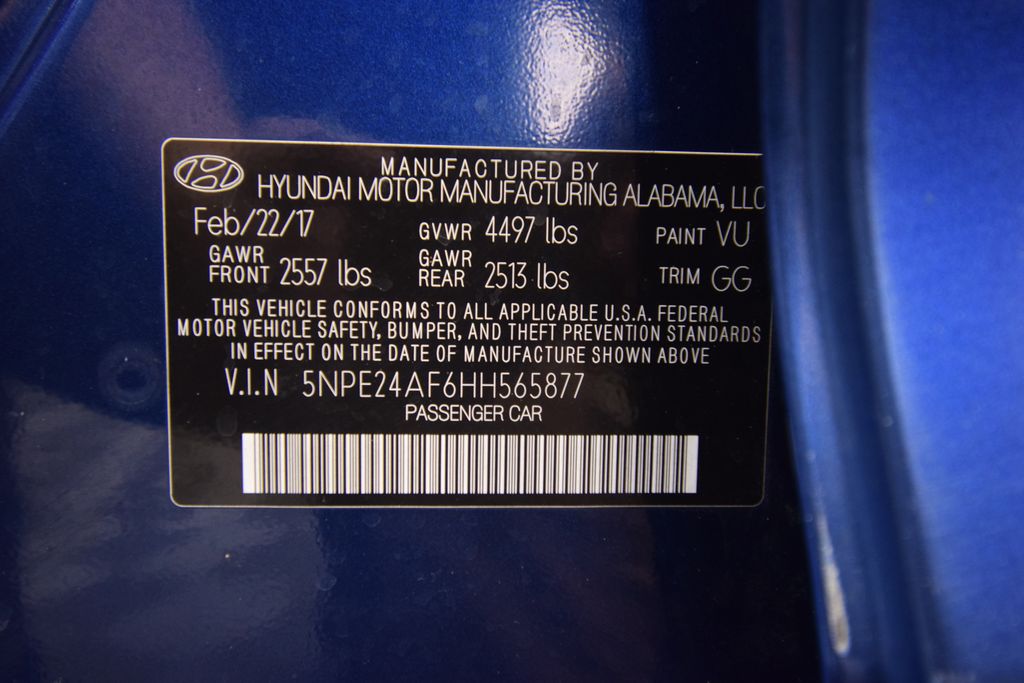 MANUFACTURED BY
HYUNDAI MOTOR MANUFACTURING ALABAMA, LLC
Feb/22/17 GVWR 4497 lbs PAINT VU
GAWR FRONT 2557 lbs GAWR REAR 2513 lbs TRIM GG
THIS VEHICLE CONFORMS TO ALL APPLICABLE U.S.A. FEDERAL
MOTOR VEHICLE SAFETY, BUMPER, AND THEFT PREVENTION STANDARDS
IN EFFECT ON THE DATE OF MANUFACTURE SHOWN ABOVE
V.I.N 5NPE24AF6HH565877
PASSENGER CAR